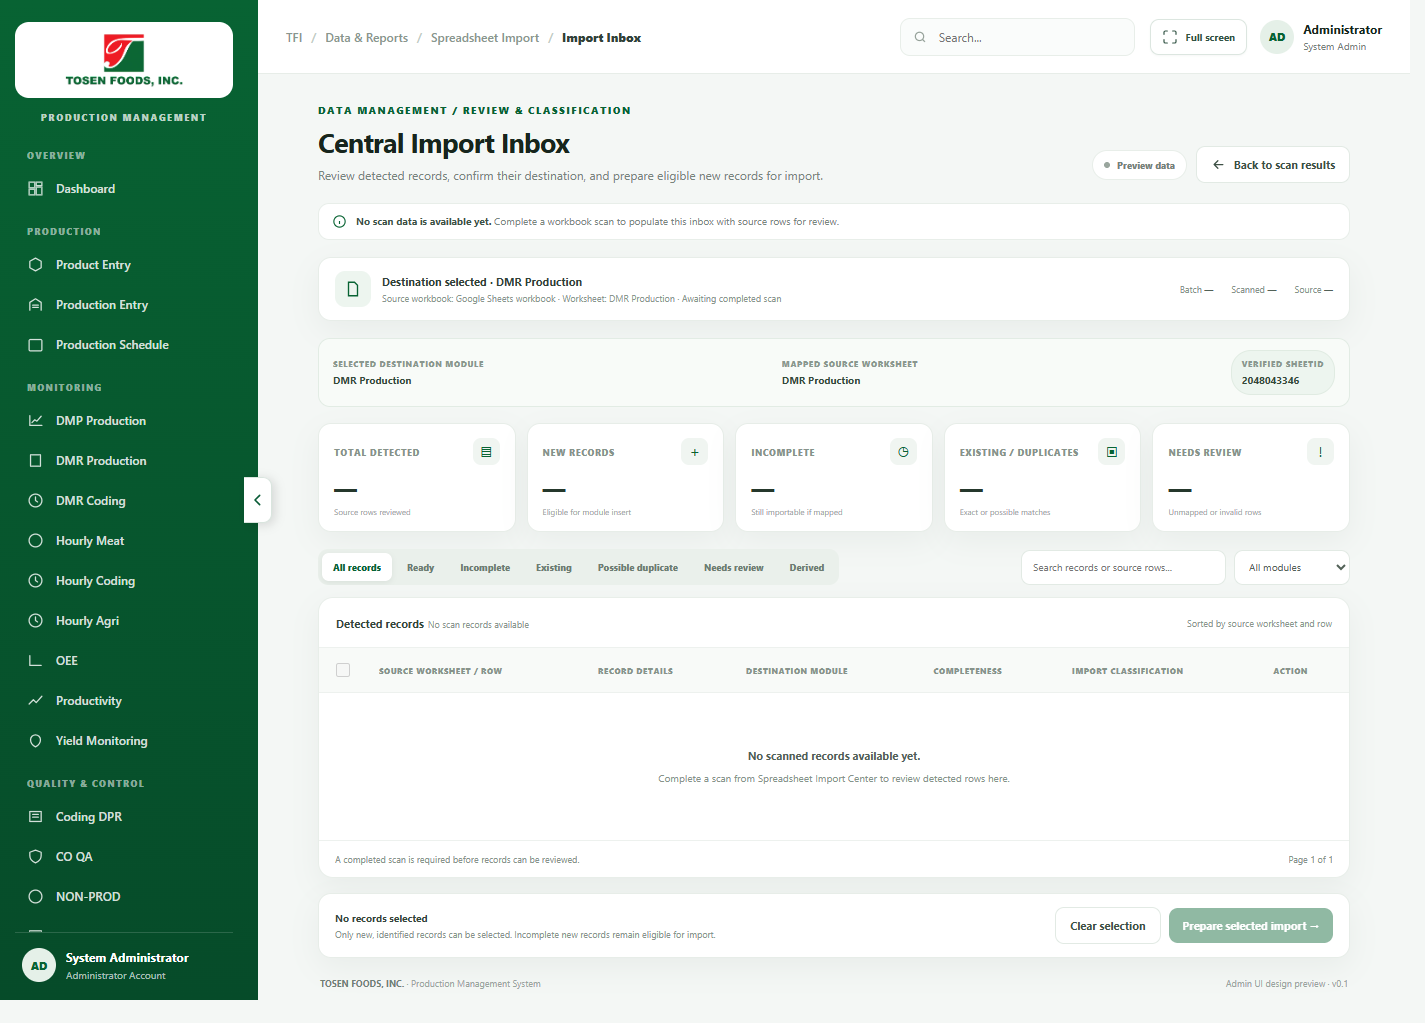 TOSEN FOODS, INC.
PRODUCTION MANAGEMENT
OVERVIEW
Dashboard
PRODUCTION
Product Entry
Production Entry
Production Schedule
MONITORING
DMP Production
DMR Production
DMR Coding
Hourly Meat
Hourly Coding
Hourly Agri
OEE
Productivity
Yield Monitoring
QUALITY & CONTROL
Coding DPR
CO QA
NON-PROD
AD
System Administrator
Administrator Account
TFI / Data & Reports / Spreadsheet Import / Import Inbox
Search...
Full screen
AD
Administrator
System Admin
DATA MANAGEMENT / REVIEW & CLASSIFICATION
Central Import Inbox
Review detected records, confirm their destination, and prepare eligible new records for import.
Preview data
← Back to scan results
No scan data is available yet. Complete a workbook scan to populate this inbox with source rows for review.
Destination selected · DMR Production
Source workbook: Google Sheets workbook · Worksheet: DMR Production · Awaiting completed scan
Batch — Scanned — Source —
SELECTED DESTINATION MODULE
DMR Production
MAPPED SOURCE WORKSHEET
DMR Production
VERIFIED SHEETID
2048043346
TOTAL DETECTED
—
Source rows reviewed
NEW RECORDS
+
—
Eligible for module insert
INCOMPLETE
—
Still importable if mapped
EXISTING / DUPLICATES
—
Exact or possible matches
NEEDS REVIEW
!
—
Unmapped or invalid rows
All records Ready Incomplete Existing Possible duplicate Needs review Derived
Search records or source rows...
All modules
Detected records No scan records available
Sorted by source worksheet and row
SOURCE WORKSHEET / ROW RECORD DETAILS DESTINATION MODULE COMPLETENESS IMPORT CLASSIFICATION ACTION
No scanned records available yet.
Complete a scan from Spreadsheet Import Center to review detected rows here.
A completed scan is required before records can be reviewed.
Page 1 of 1
No records selected
Only new, identified records can be selected. Incomplete new records remain eligible for import.
Clear selection
Prepare selected import →
TOSEN FOODS, INC. · Production Management System
Admin UI design preview · v0.1